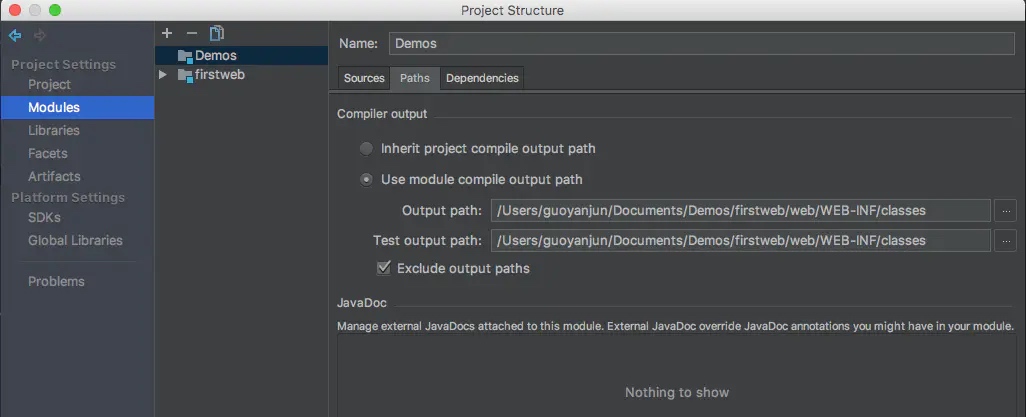 Project Structure
Project Settings
Project
Modules
Libraries
Facets
Artifacts
Platform Settings
SDKs
Global Libraries
Problems
Demos
firstweb
Name: Demos
Sources Paths Dependencies
Compiler output
Inherit project compile output path
Use module compile output path
Output path: /Users/guoyanjun/Documents/Demos/firstweb/web/WEB-INF/classes ...
Test output path: /Users/guoyanjun/Documents/Demos/firstweb/web/WEB-INF/classes ...
Exclude output paths
JavaDoc
Manage external JavaDocs attached to this module. External JavaDoc override JavaDoc annotations you might have in your module.
Nothing to show